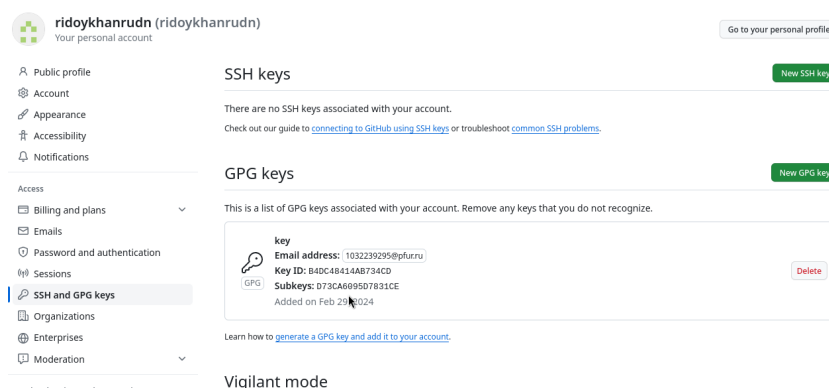 ridoykhanrudn (ridoykhanrudn)
Your personal account
Go to your personal profile
Public profile
Account
Appearance
Accessibility
Notifications
Access
Billing and plans
Emails
Password and authentication
Sessions
SSH and GPG keys
Organizations
Enterprises
Moderation
SSH keys
New SSH key
There are no SSH keys associated with your account.
Check out our guide to connecting to GitHub using SSH keys or troubleshoot common SSH problems.
GPG keys
New GPG key
This is a list of GPG keys associated with your account. Remove any keys that you do not recognize.
key
Email address: 1032239295@pfur.ru
GPG
Key ID: B4DC48414AB734CD
Subkeys: D73CA6095D7831CE
Added on Feb 29, 2024
Delete
Learn how to generate a GPG key and add it to your account.
Vigilant mode